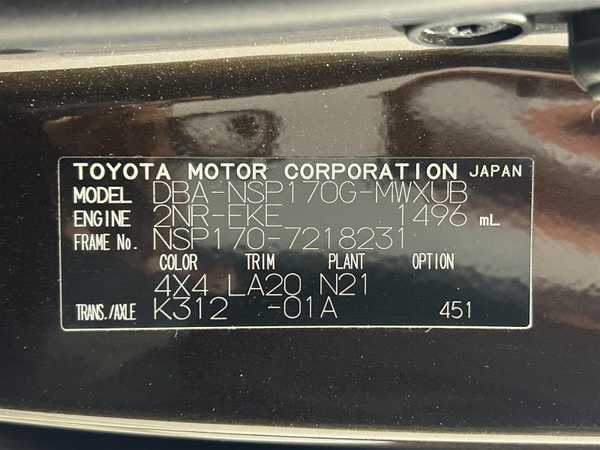 TOYOTA MOTOR CORPORATION JAPAN
MODEL DBA-NSP170G-MWXUB
ENGINE 2NR-FKE 1496 mL
FRAME No. NSP170-7218231
COLOR TRIM PLANT OPTION
4X4 LA20 N21
TRANS./AXLE K312 -01A 451